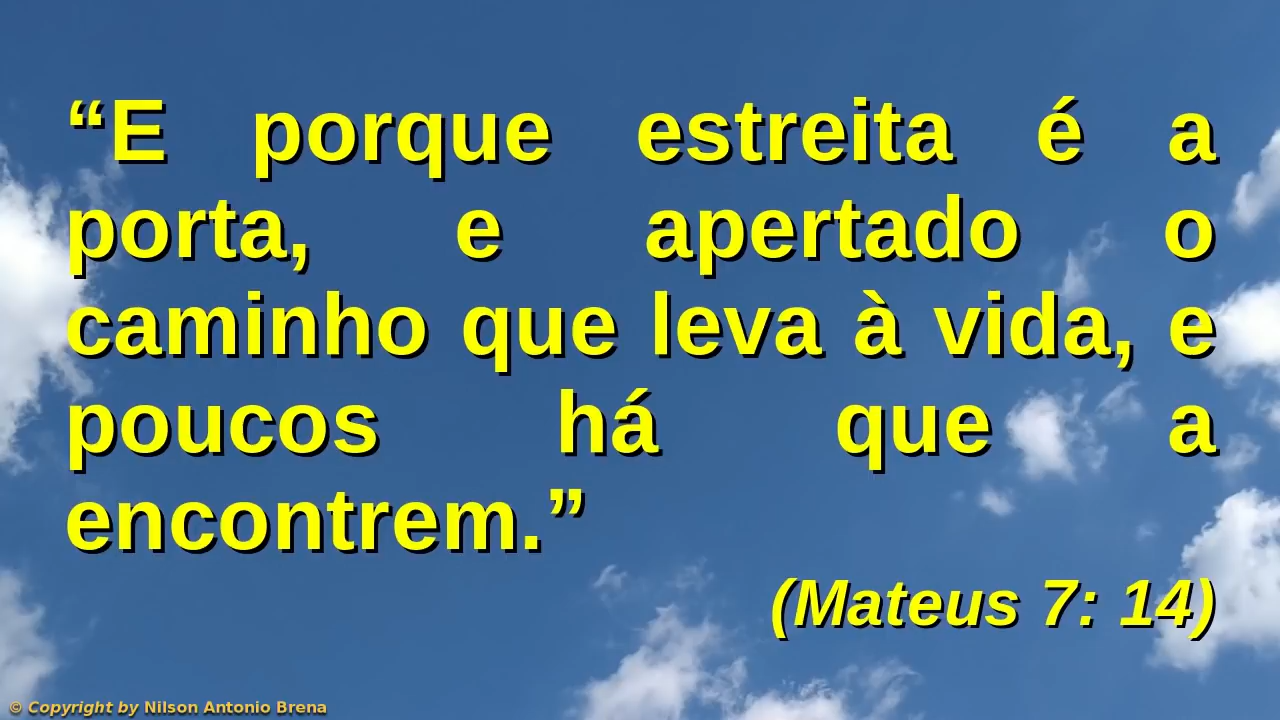 “E porque estreita é a
porta, e apertado o
caminho que leva à vida, e
poucos há que a
encontrem.”
(Mateus 7: 14)
© Copyright by Nilson Antonio Brena